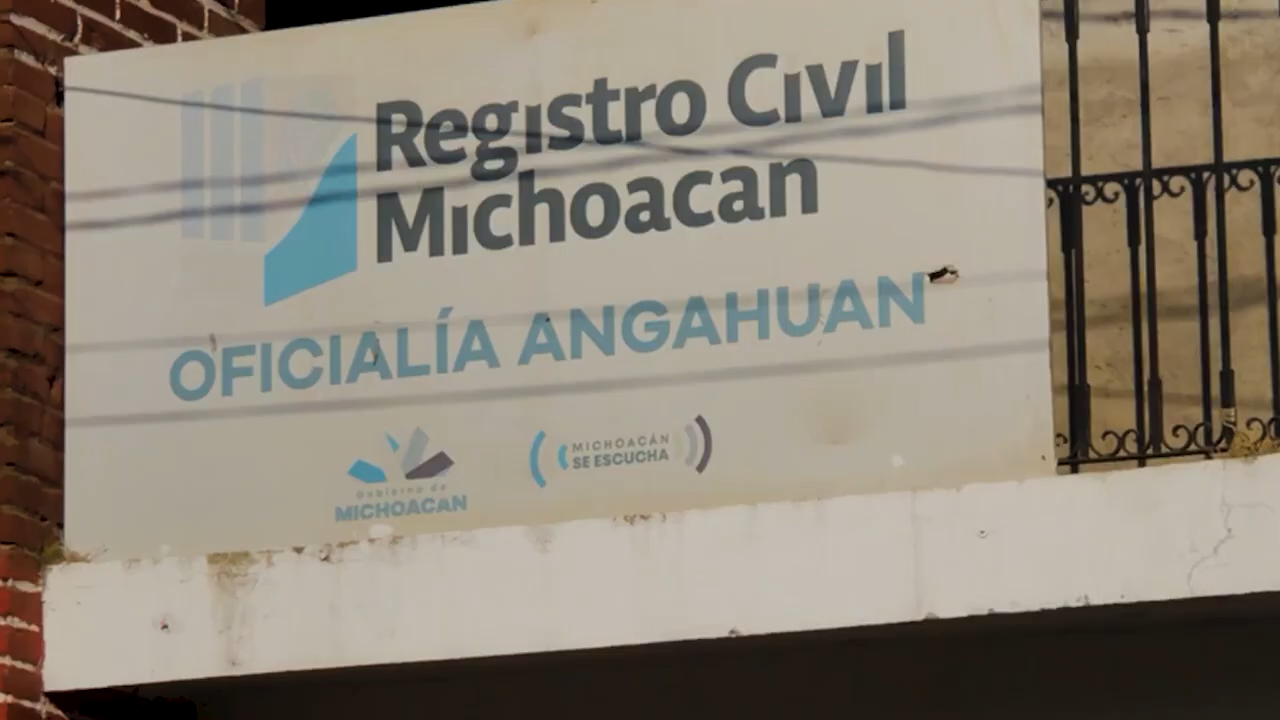 Registro Civil
Michoacan
OFICIALÍA ANGAHUAN
Gobierno de
MICHOACAN
MICHOACÁN
SE ESCUCHA